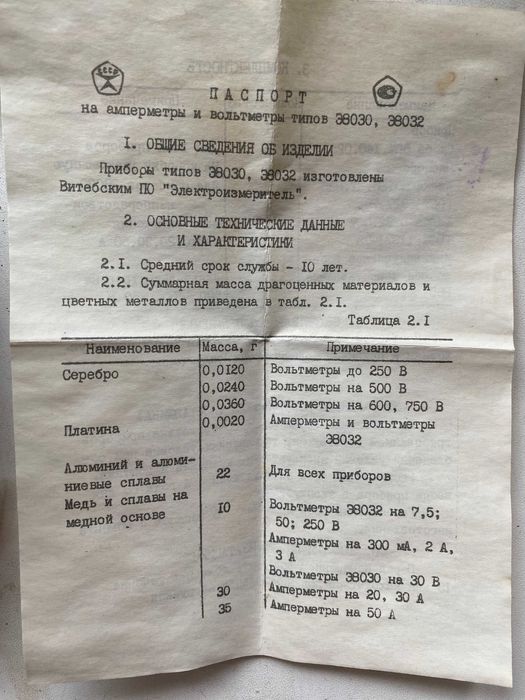 СССР
ПАСПОРТ
на амперметры и вольтметры типов Э8030, Э8032
I. ОБЩИЕ СВЕДЕНИЯ ОБ ИЗДЕЛИИ
Приборы типов Э8030, Э8032 изготовлены
Витебским ПО "Электроизмеритель".
2. ОСНОВНЫЕ ТЕХНИЧЕСКИЕ ДАННЫЕ
И ХАРАКТЕРИСТИКИ
2.I. Средний срок службы - IO лет.
2.2. Суммарная масса драгоценных материалов и
цветных металлов приведена в табл. 2.I.
Таблица 2.I
Наименование Масса, г Примечание
Серебро 0,0I20 Вольтметры до 250 В
0,0240 Вольтметры на 500 В
0,0360 Вольтметры на 600, 750 В
Платина 0,0020 Амперметры и вольтметры
Э8032
Алюминий и алюми-
ниевые сплавы 22 Для всех приборов
Медь и сплавы на
медной основе IO Вольтметры Э8032 на 7,5;
50; 250 В
Амперметры на 300 мА, 2 А,
3 А
Вольтметры Э8030 на 30 В
30 Амперметры на 20, 30 А
35 Амперметры на 50 А